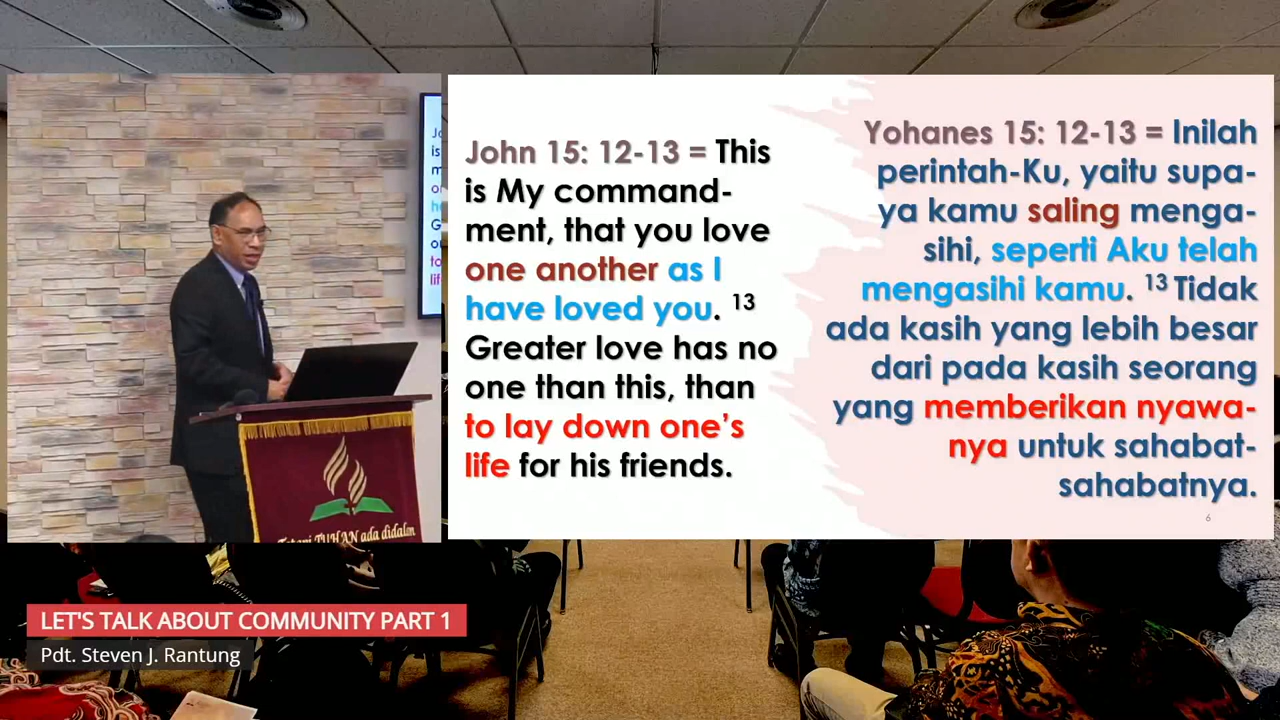 John 15: 12-13 = This
is My command-
ment, that you love
one another as I
have loved you. 13
Greater love has no
one than this, than
to lay down one’s
life for his friends.
Yohanes 15: 12-13 = Inilah
perintah-Ku, yaitu supa-
ya kamu saling menga-
sihi, seperti Aku telah
mengasihi kamu. 13 Tidak
ada kasih yang lebih besar
dari pada kasih seorang
yang memberikan nyawa-
nya untuk sahabat-
sahabatnya.
6
TUHAN ada didalam
LET'S TALK ABOUT COMMUNITY PART 1
Pdt. Steven J. Rantung